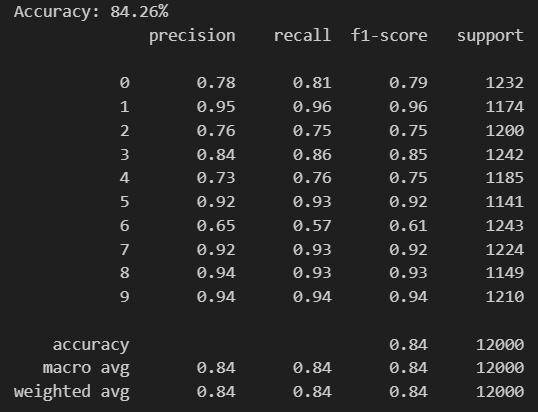 Accuracy: 84.26%
precision recall f1-score support
0 0.78 0.81 0.79 1232
1 0.95 0.96 0.96 1174
2 0.76 0.75 0.75 1200
3 0.84 0.86 0.85 1242
4 0.73 0.76 0.75 1185
5 0.92 0.93 0.92 1141
6 0.65 0.57 0.61 1243
7 0.92 0.93 0.92 1224
8 0.94 0.93 0.93 1149
9 0.94 0.94 0.94 1210
accuracy 0.84 12000
macro avg 0.84 0.84 0.84 12000
weighted avg 0.84 0.84 0.84 12000